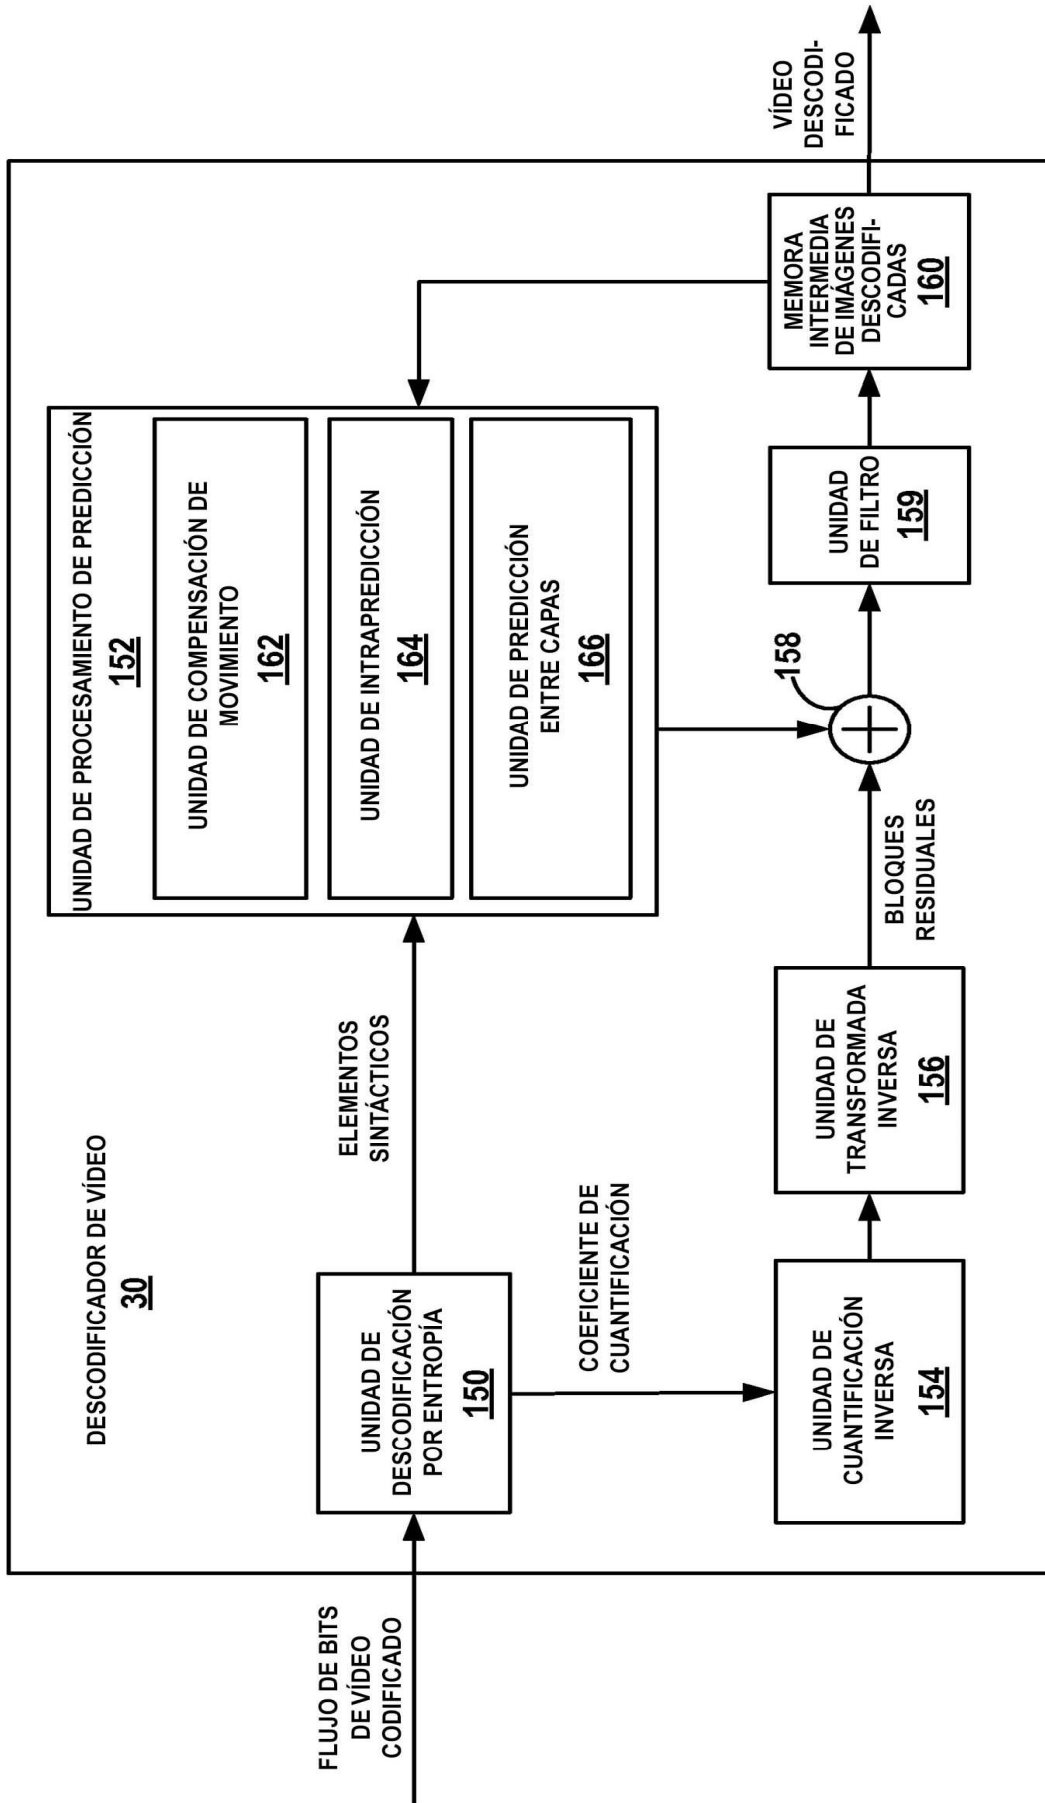 DESCODIFICADOR DE VÍDEO
30
FLUJO DE BITS
DE VÍDEO
CODIFICADO
UNIDAD DE
DESCODIFICACIÓN
POR ENTROPÍA
150
ELEMENTOS
SINTÁCTICOS
UNIDAD DE PROCESAMIENTO DE PREDICCIÓN
152
UNIDAD DE COMPENSACIÓN DE
MOVIMIENTO
162
UNIDAD DE INTRAPREDICCIÓN
164
UNIDAD DE PREDICCIÓN
ENTRE CAPAS
166
COEFICIENTE DE
CUANTIFICACIÓN
UNIDAD DE
CUANTIFICACIÓN
INVERSA
154
UNIDAD DE
TRANSFORMADA
INVERSA
156
BLOQUES
RESIDUALES
158
UNIDAD
DE FILTRO
159
MEMORA
INTERMEDIA
DE IMÁGENES
DESCODIFI-
CADAS
160
VÍDEO
DESCODI-
FICADO